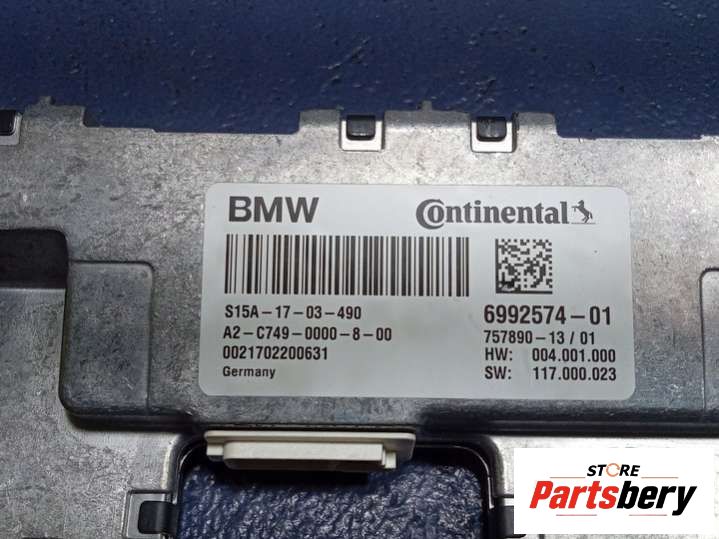 BMW
Continental
S15A-17-03-490
A2-C749-0000-8-00
0021702200631
Germany
6992574-01
757890-13/01
HW: 004.001.000
SW: 117.000.023
STORE
Partsbery